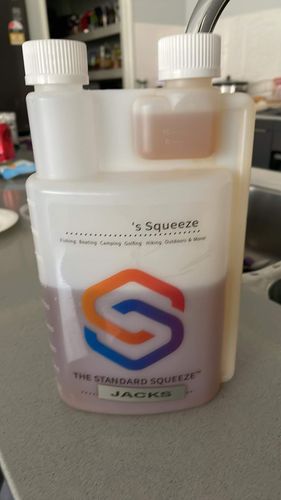 's Squeeze
Fishing Boating Camping Golfing Hiking, Outdoors & More!
THE STANDARD SQUEEZE™
JACKS